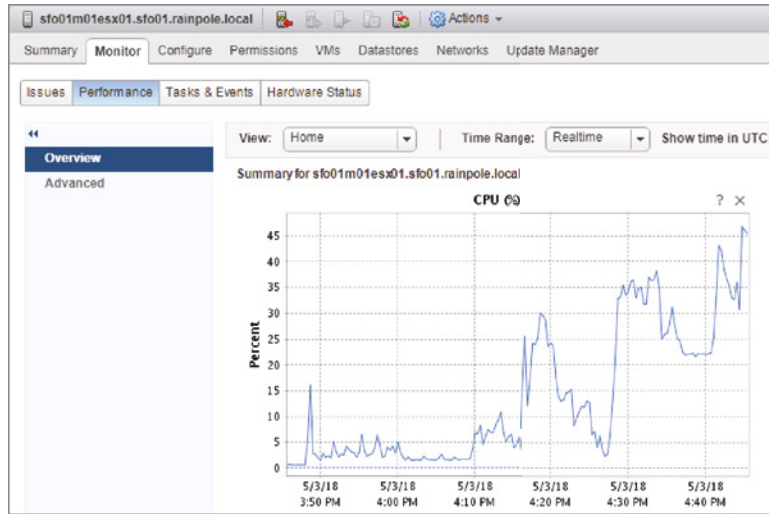 sfo01m01esx01.sfo01.rainpole.local Actions
Summary Monitor Configure Permissions VMs Datastores Networks Update Manager
Issues Performance Tasks & Events Hardware Status
Overview
Advanced
View: Home Time Range: Realtime Show time in UTC
Summary for sfo01m01esx01.sfo01.rainpole.local
CPU (%)
?
45
40
35
30
25
20
15
10
5
0
Percent
5/3/18 5/3/18 5/3/18 5/3/18 5/3/18 5/3/18
3:50 PM 4:00 PM 4:10 PM 4:20 PM 4:30 PM 4:40 PM